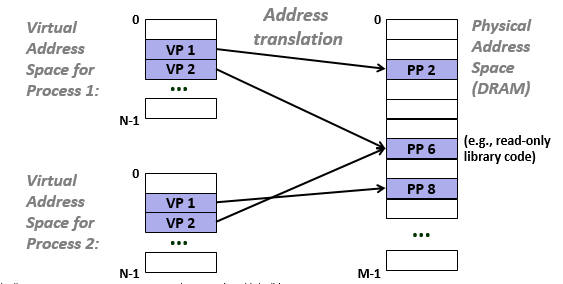 Virtual
Address
Space for
Process 1:
0
VP 1
VP 2
...
N-1
Address
translation
0
PP 2
PP 6
PP 8
...
M-1
Physical
Address
Space
(DRAM)
(e.g., read-only
library code)
Virtual
Address
Space for
Process 2:
0
VP 1
VP 2
...
N-1